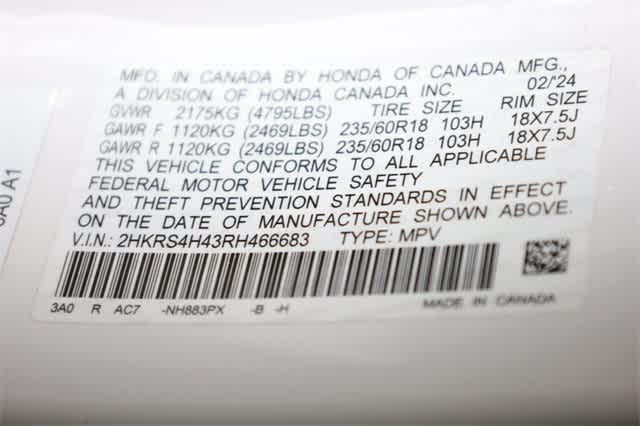 MFD. IN CANADA BY HONDA OF CANADA MFG.,
A DIVISION OF HONDA CANADA INC. 02/'24
GVWR 2175KG (4795LBS) TIRE SIZE RIM SIZE
GAWR F 1120KG (2469LBS) 235/60R18 103H 18X7.5J
GAWR R 1120KG (2469LBS) 235/60R18 103H 18X7.5J
THIS VEHICLE CONFORMS TO ALL APPLICABLE
FEDERAL MOTOR VEHICLE SAFETY
AND THEFT PREVENTION STANDARDS IN EFFECT
ON THE DATE OF MANUFACTURE SHOWN ABOVE.
V.I.N.: 2HKRS4H43RH466683 TYPE: MPV
3A0 R AC7 -NH883PX -B -H MADE IN CANADA
A1